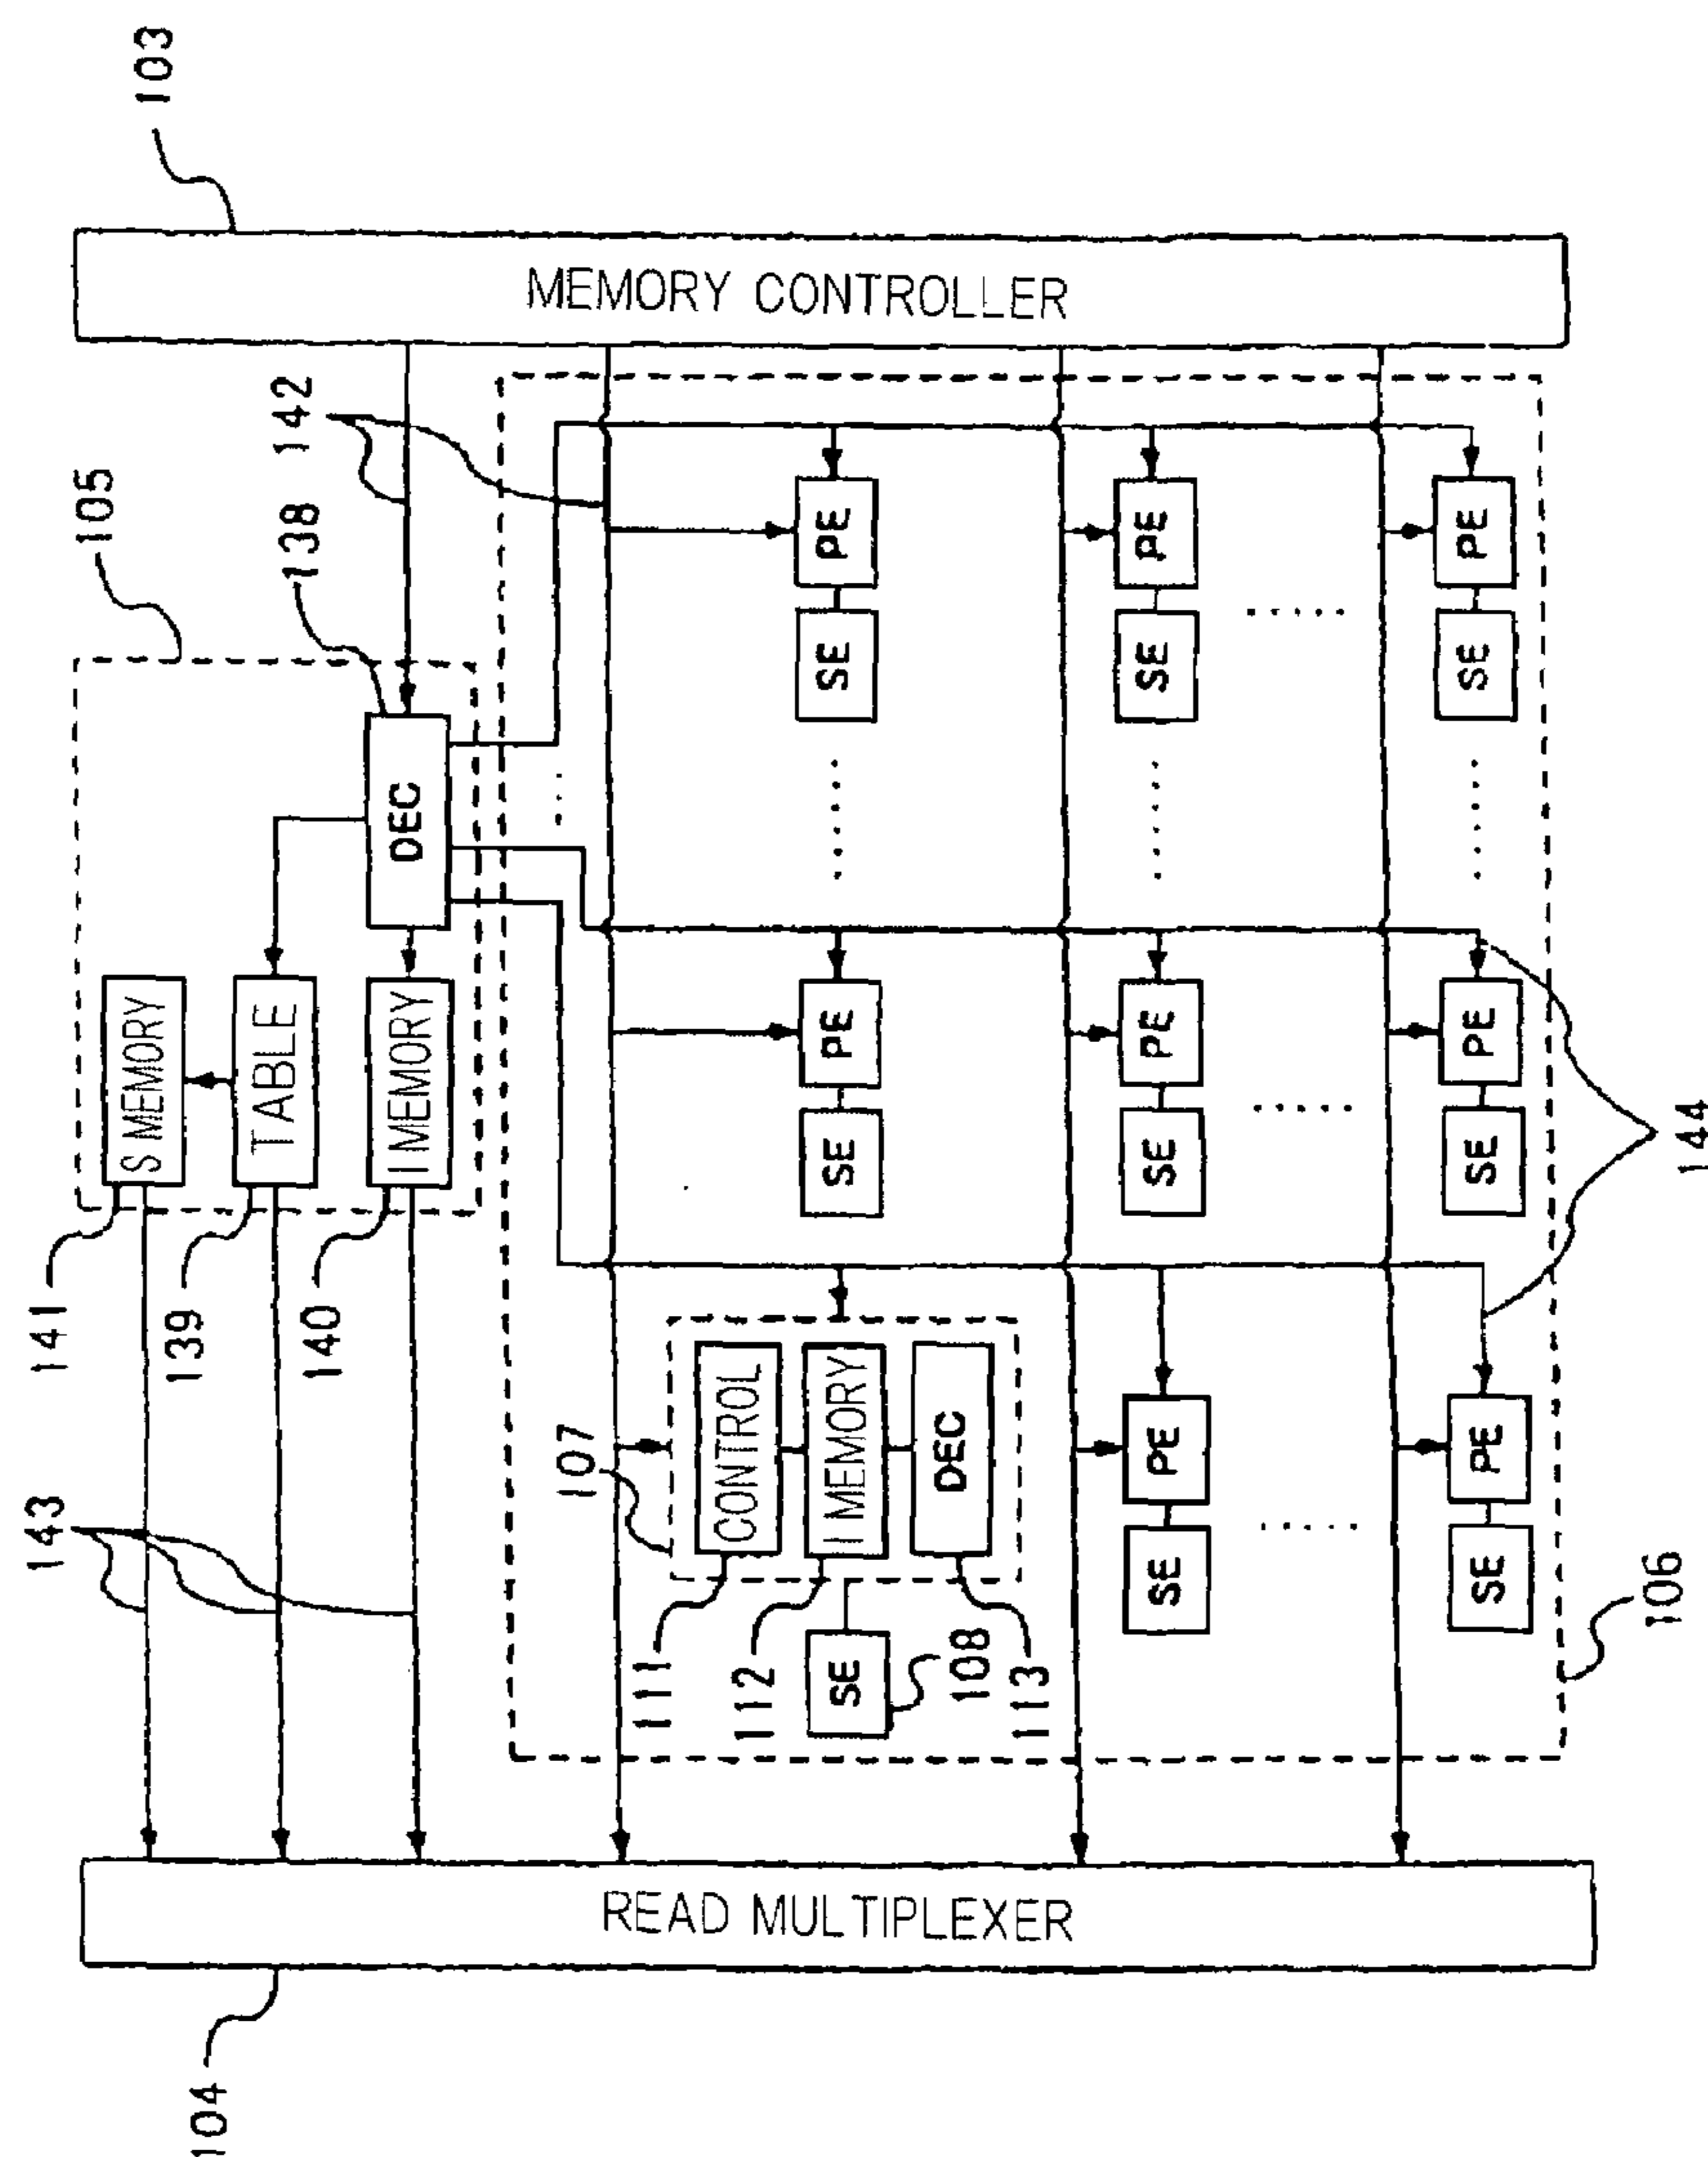 104
143
141
139
140
105
138
142
103
S MEMORY
TABLE
I MEMORY
DEC
READ MULTIPLEXER
MEMORY CONTROLLER
107
111
112
108
113
CONTROL
I MEMORY
DEC
SE
SE
PE
SE
PE
SE
PE
SE
PE
SE
PE
SE
PE
SE
PE
SE
PE
106
144